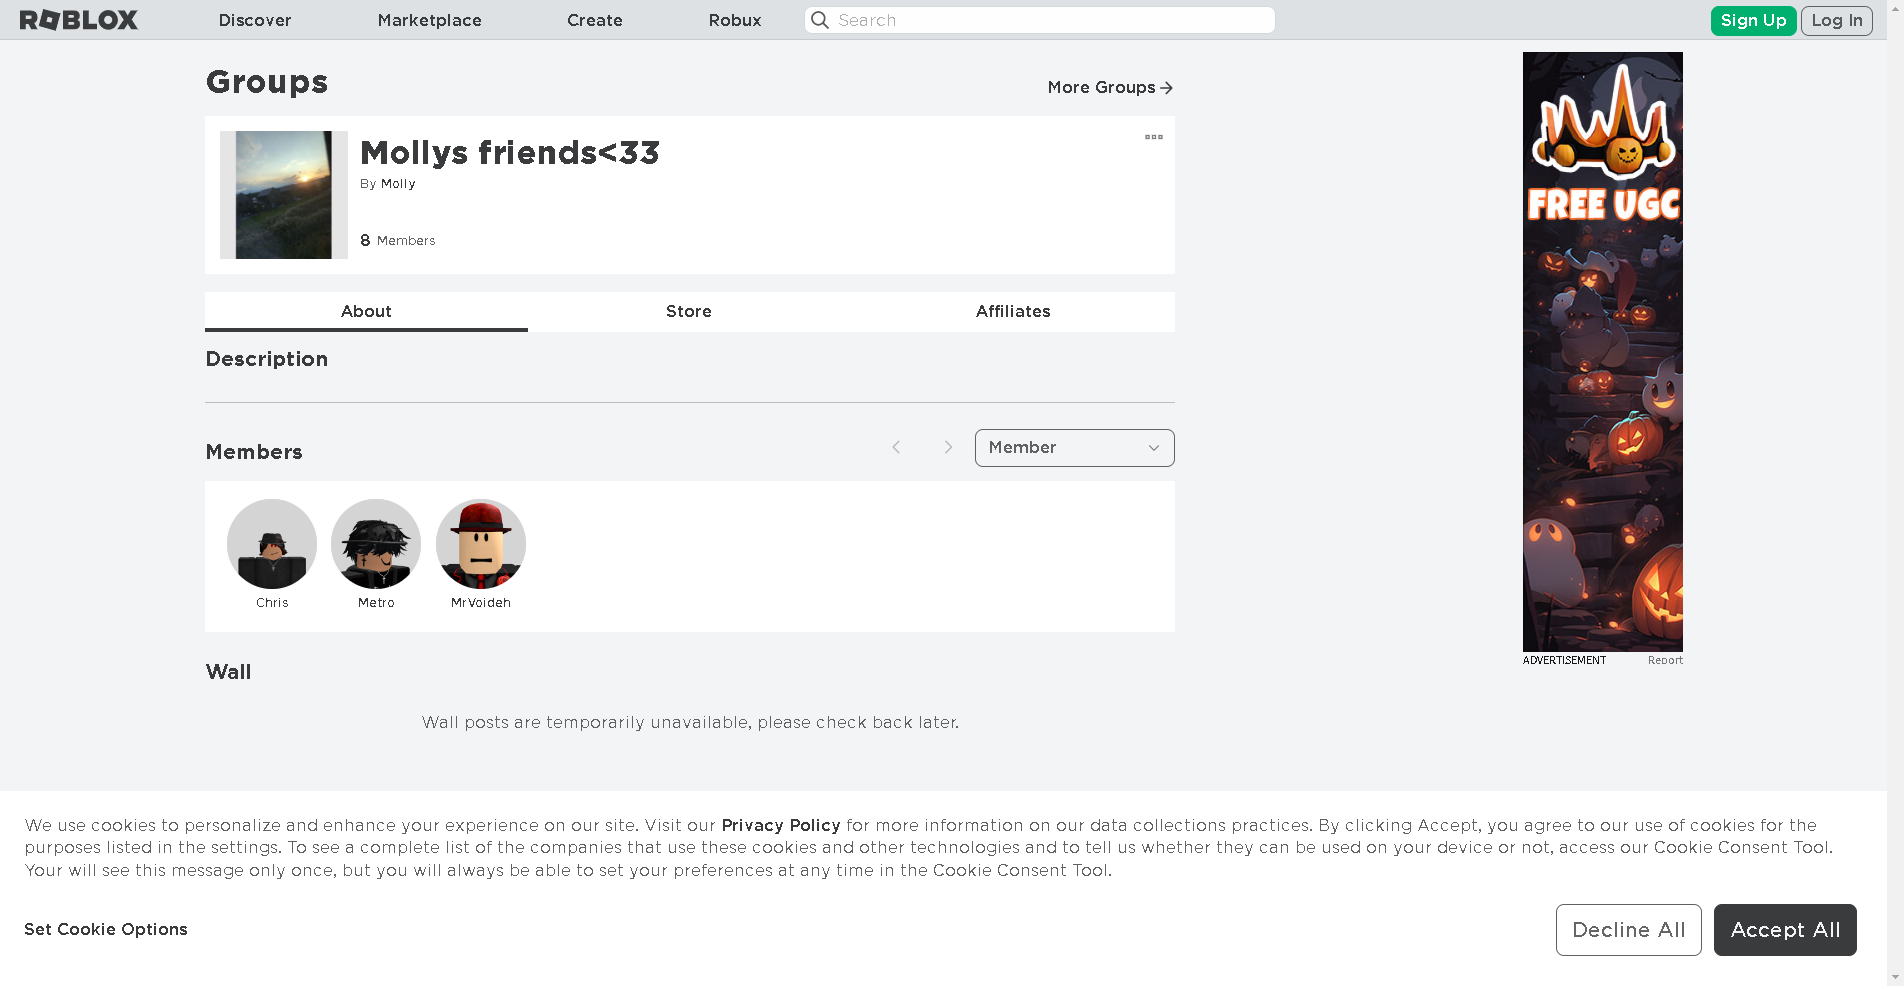 ROBLOX
Discover
Marketplace
Create
Robux
Search
Sign Up
Log In
Groups
More Groups
Mollys friends<33
By Molly
8 Members
About
Store
Affiliates
Description
Members
Member
Chris
Metro
MrVoideh
Wall
Wall posts are temporarily unavailable, please check back later.
FREE UGC
ADVERTISEMENT
Report
We use cookies to personalize and enhance your experience on our site. Visit our Privacy Policy for more information on our data collections practices. By clicking Accept, you agree to our use of cookies for the
purposes listed in the settings. To see a complete list of the companies that use these cookies and other technologies and to tell us whether they can be used on your device or not, access our Cookie Consent Tool.
Your will see this message only once, but you will always be able to set your preferences at any time in the Cookie Consent Tool.
Set Cookie Options
Decline All
Accept All